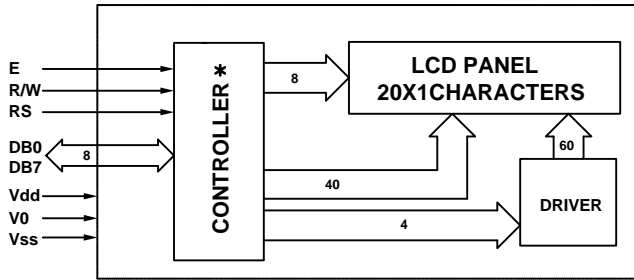 E
R/W
RS
DB0
DB7
8
Vdd
V0
Vss
CONTROLLER *
8
LCD PANEL
20X1CHARACTERS
40
60
4
DRIVER